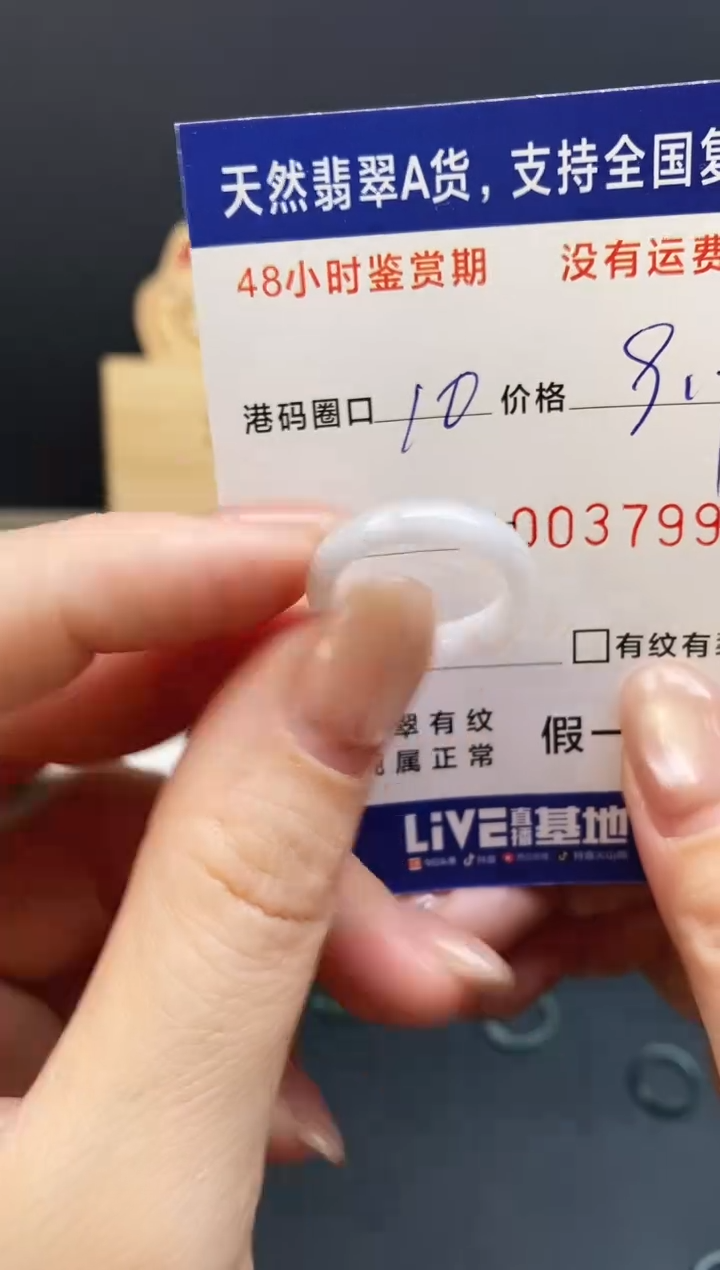 天然翡翠A货，支持全国复
48小时鉴赏期 没有运费
港码圈口 10 价格
003799
有纹有
翠有纹 假一
属正常
LiVE直播基地